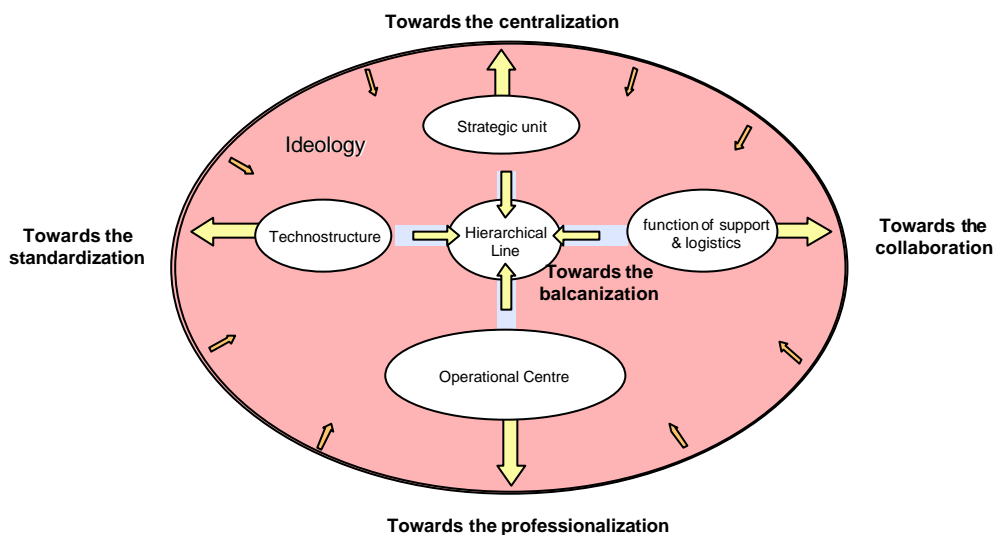 Towards the centralization
Strategic unit
Ideology
Towards the
standardization
Technostructure
Hierarchical
Line
function of support
& logistics
Towards the
collaboration
Towards the
balcanization
Operational Centre
Towards the professionalization